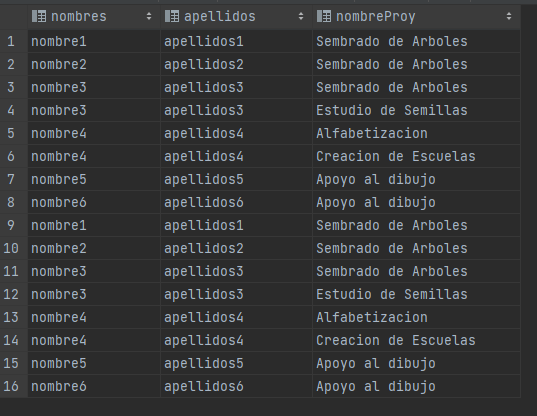 nombres apellidos nombreProy
1 nombre1 apellidos1 Sembrado de Arboles
2 nombre2 apellidos2 Sembrado de Arboles
3 nombre3 apellidos3 Sembrado de Arboles
4 nombre3 apellidos3 Estudio de Semillas
5 nombre4 apellidos4 Alfabetizacion
6 nombre4 apellidos4 Creacion de Escuelas
7 nombre5 apellidos5 Apoyo al dibujo
8 nombre6 apellidos6 Apoyo al dibujo
9 nombre1 apellidos1 Sembrado de Arboles
10 nombre2 apellidos2 Sembrado de Arboles
11 nombre3 apellidos3 Sembrado de Arboles
12 nombre3 apellidos3 Estudio de Semillas
13 nombre4 apellidos4 Alfabetizacion
14 nombre4 apellidos4 Creacion de Escuelas
15 nombre5 apellidos5 Apoyo al dibujo
16 nombre6 apellidos6 Apoyo al dibujo